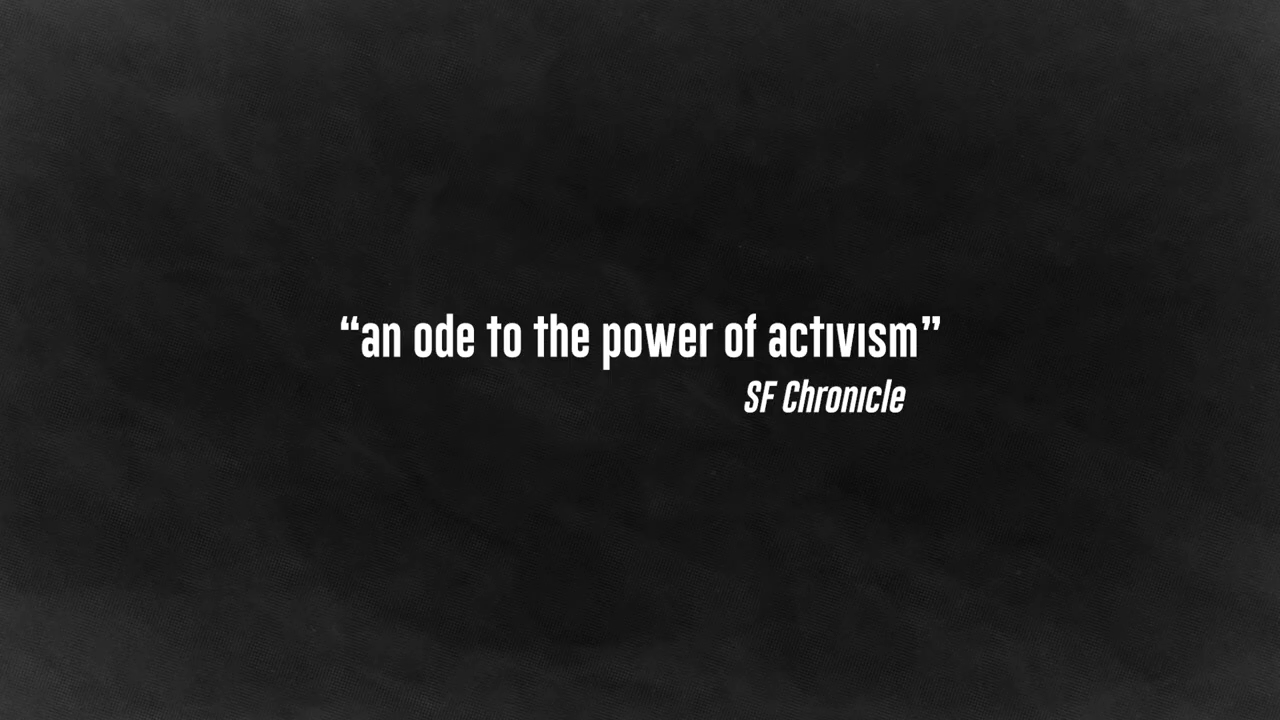 “an ode to the power of activism”
SF Chronicle